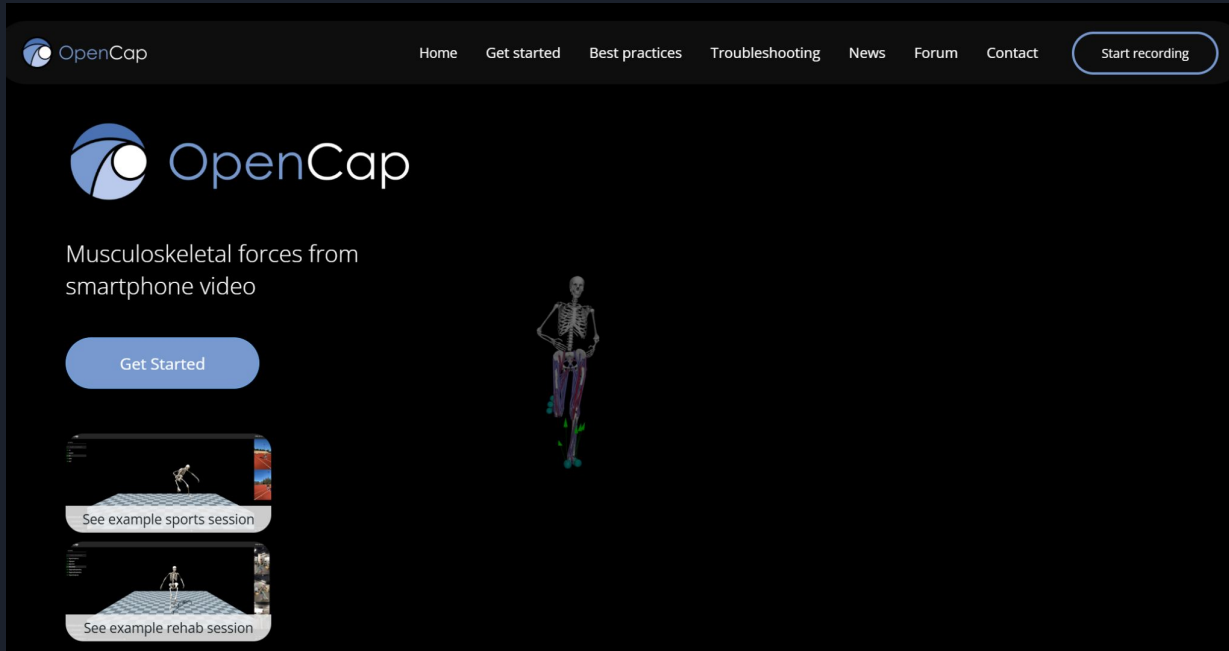 OpenCap
Home
Get started
Best practices
Troubleshooting
News
Forum
Contact
Start recording
OpenCap
Musculoskeletal forces from
smartphone video
Get Started
See example sports session
See example rehab session